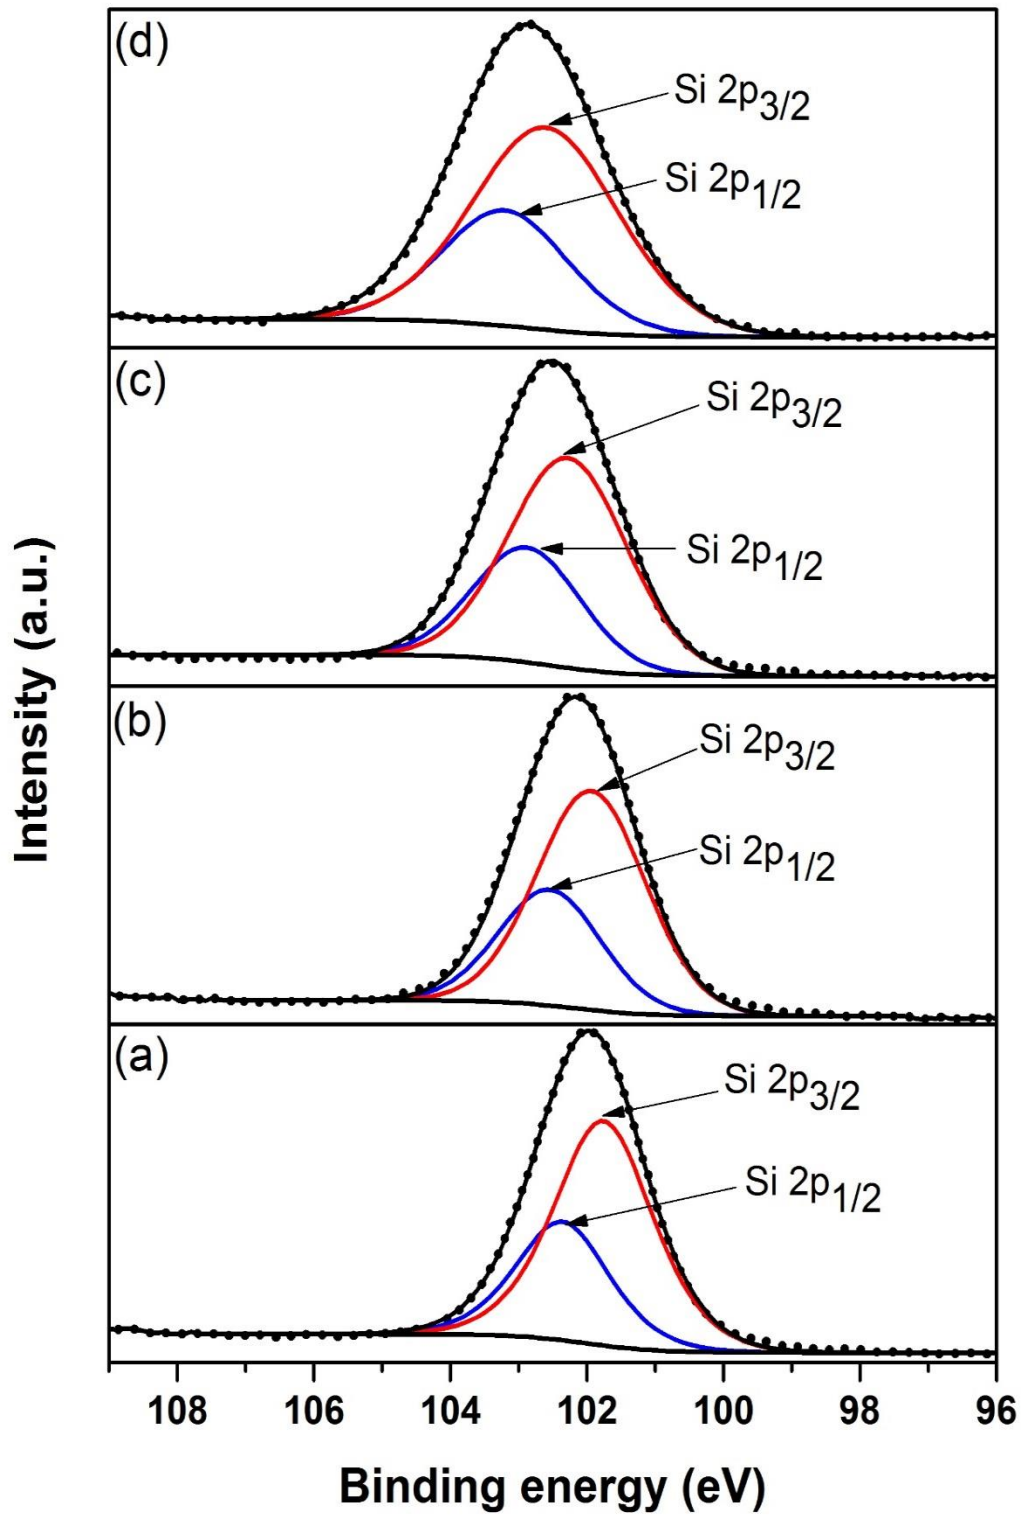 (d)
Si 2p3/2
Si 2p1/2
(c)
Si 2p3/2
Si 2p1/2
(b)
Si 2p3/2
Si 2p1/2
(a)
Si 2p3/2
Si 2p1/2
Intensity (a.u.)
108 106 104 102 100 98 96
Binding energy (eV)